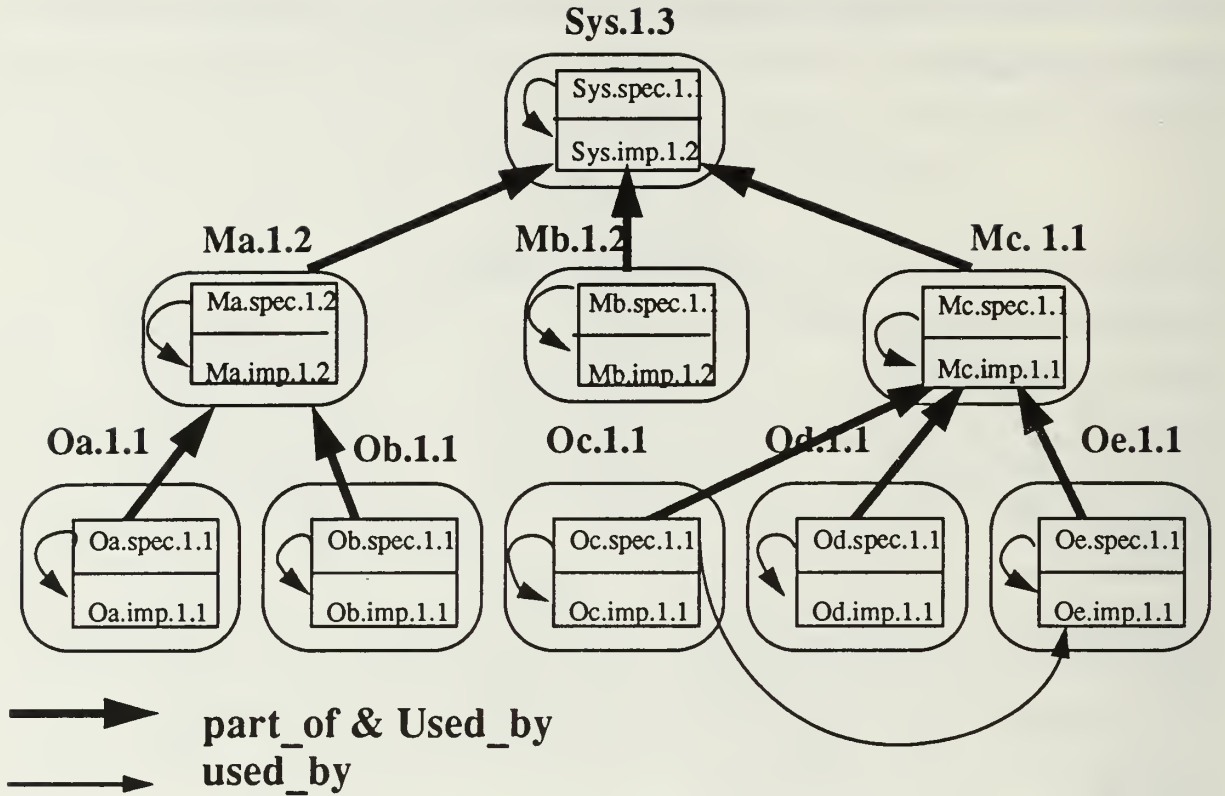 Sys.1.3
Sys.spec.1.1
Sys.imp.1.2
Ma.1.2
Mb.1.2
Mc. 1.1
Ma.spec.1.2
Ma.imp.1.2
Mb.spec.1.1
Mb.imp.1.2
Mc.spec.1.1
Mc.imp.1.1
Oa.1.1
Ob.1.1
Oc.1.1
Od.1.1
Oe.1.1
Oa.spec.1.1
Oa.imp.1.1
Ob.spec.1.1
Ob.imp.1.1
Oc.spec.1.1
Oc.imp.1.1
Od.spec.1.1
Od.imp.1.1
Oe.spec.1.1
Oe.imp.1.1
part_of & Used_by
used_by